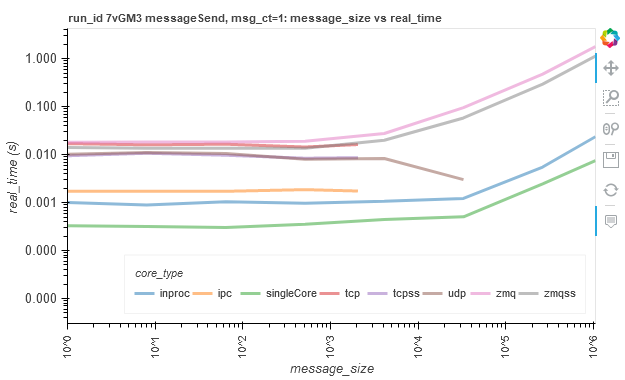 run_id 7vGM3 messageSend, msg_ct=1: message_size vs real_time
real_time (s)
1.000
0.100
0.010
0.001
0.000
0.000
core_type
inproc ipc singleCore tcp tcpss udp zmq zmqss
10^0 10^1 10^2 10^3 10^4 10^5 10^6
message_size